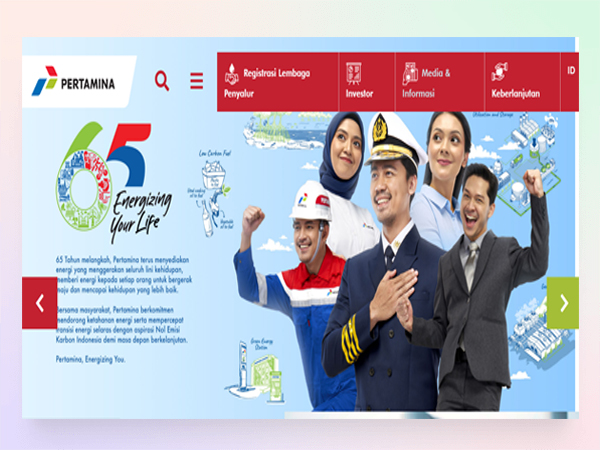 PERTAMINA
Registrasi Lembaga
Penyalur
Investor
Media &
Informasi
Keberlanjutan
ID
65
Energizing
Your Life
65 Tahun melangkah, Pertamina terus menyediakan
energi yang menggerakan seluruh lini kehidupan,
memberi energi kepada setiap orang untuk bergerak
maju dan mencapai kehidupan yang lebih baik.
Bersama masyarakat, Pertamina berkomitmen
mendorong ketahanan energi serta mempercepat
transisi energi selaras dengan aspirasi Nol Emisi
Karbon Indonesia demi masa depan berkelanjutan.
Pertamina, Energizing You.
Low Carbon Fuel
Utilization and Storage
Green Energy
Station